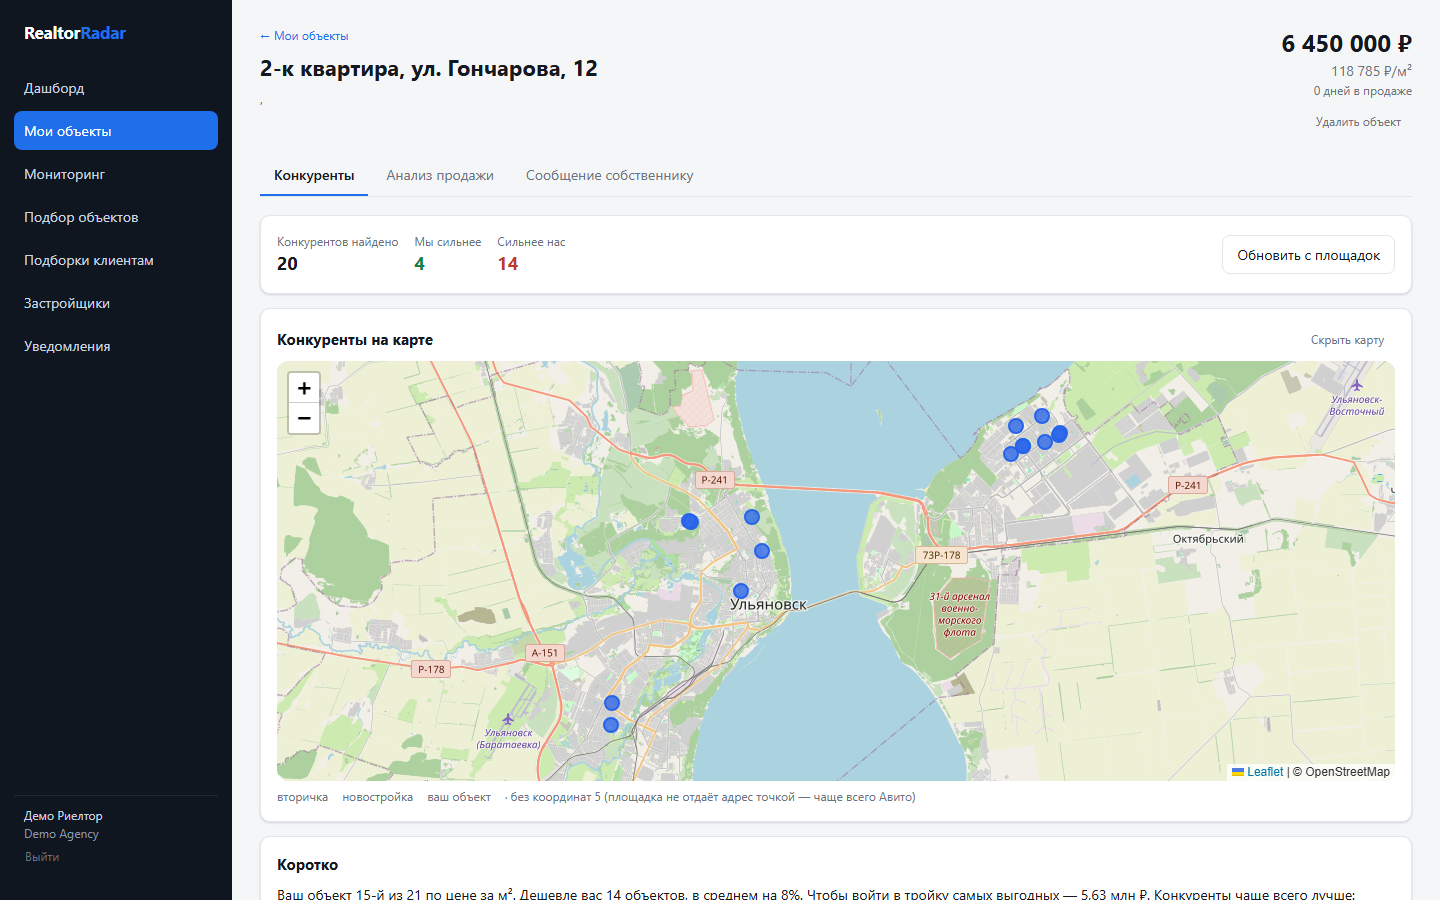 RealtorRadar
Дашборд
Мои объекты
Мониторинг
Подбор объектов
Подборки клиентам
Застройщики
Уведомления
Демо Риелтор
Demo Agency
Выйти
← Мои объекты
2-к квартира, ул. Гончарова, 12
,
6 450 000 ₽
118 785 ₽/м²
0 дней в продаже
Удалить объект
Конкуренты
Анализ продажи
Сообщение собственнику
Конкурентов найдено
20
Мы сильнее
4
Сильнее нас
14
Обновить с площадок
Конкуренты на карте
Скрыть карту
+
−
Ульяновск-
Восточный
Р-241
Р-241
73Р-178
Октябрьский
31-й арсенал
военно-
морского
флота
Ульяновск
А-151
Р-178
Ульяновск
(Баратаевка)
Leaflet | © OpenStreetMap
вторичка новостройка ваш объект · без координат 5 (площадка не отдаёт адрес точкой — чаще всего Авито)
Коротко
Ваш объект 15-й из 21 по цене за м². Дешевле вас 14 объектов, в среднем на 8%. Чтобы войти в тройку самых выгодных — 5,63 млн ₽. Конкуренты чаще всего лучше: